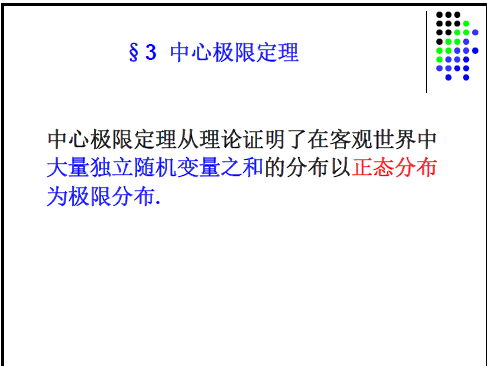 §3 中心极限定理
中心极限定理从理论证明了在客观世界中
大量独立随机变量之和的分布以正态分布
为极限分布.